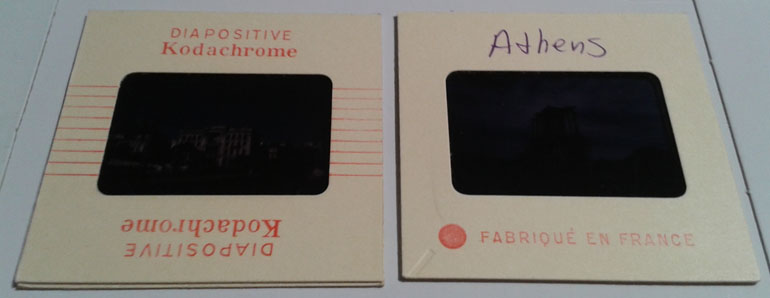 DIAPOSITIVE
Kodachrome
Kodachrome
DIAPOSITIVE
Athens
FABRIQUÉ EN FRANCE